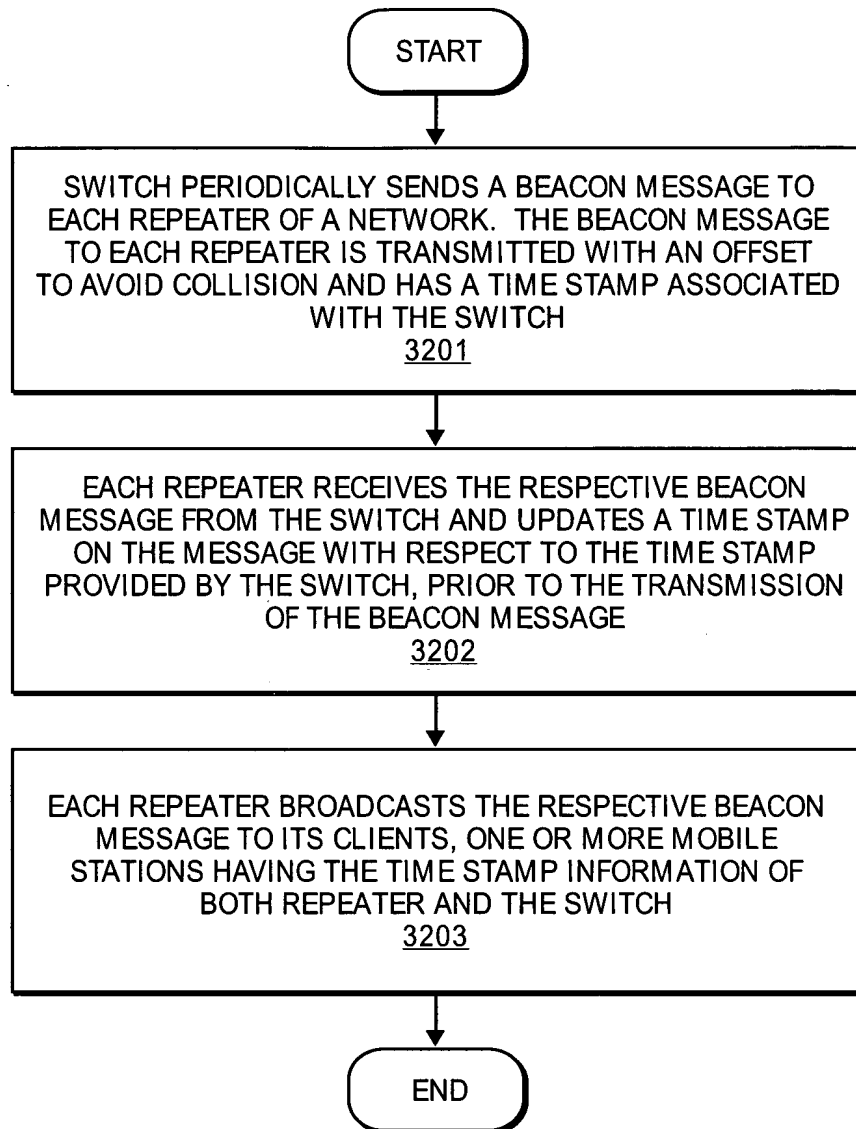 START
SWITCH PERIODICALLY SENDS A BEACON MESSAGE TO
EACH REPEATER OF A NETWORK. THE BEACON MESSAGE
TO EACH REPEATER IS TRANSMITTED WITH AN OFFSET
TO AVOID COLLISION AND HAS A TIME STAMP ASSOCIATED
WITH THE SWITCH
3201
EACH REPEATER RECEIVES THE RESPECTIVE BEACON
MESSAGE FROM THE SWITCH AND UPDATES A TIME STAMP
ON THE MESSAGE WITH RESPECT TO THE TIME STAMP
PROVIDED BY THE SWITCH, PRIOR TO THE TRANSMISSION
OF THE BEACON MESSAGE
3202
EACH REPEATER BROADCASTS THE RESPECTIVE BEACON
MESSAGE TO ITS CLIENTS, ONE OR MORE MOBILE
STATIONS HAVING THE TIME STAMP INFORMATION OF
BOTH REPEATER AND THE SWITCH
3203
END